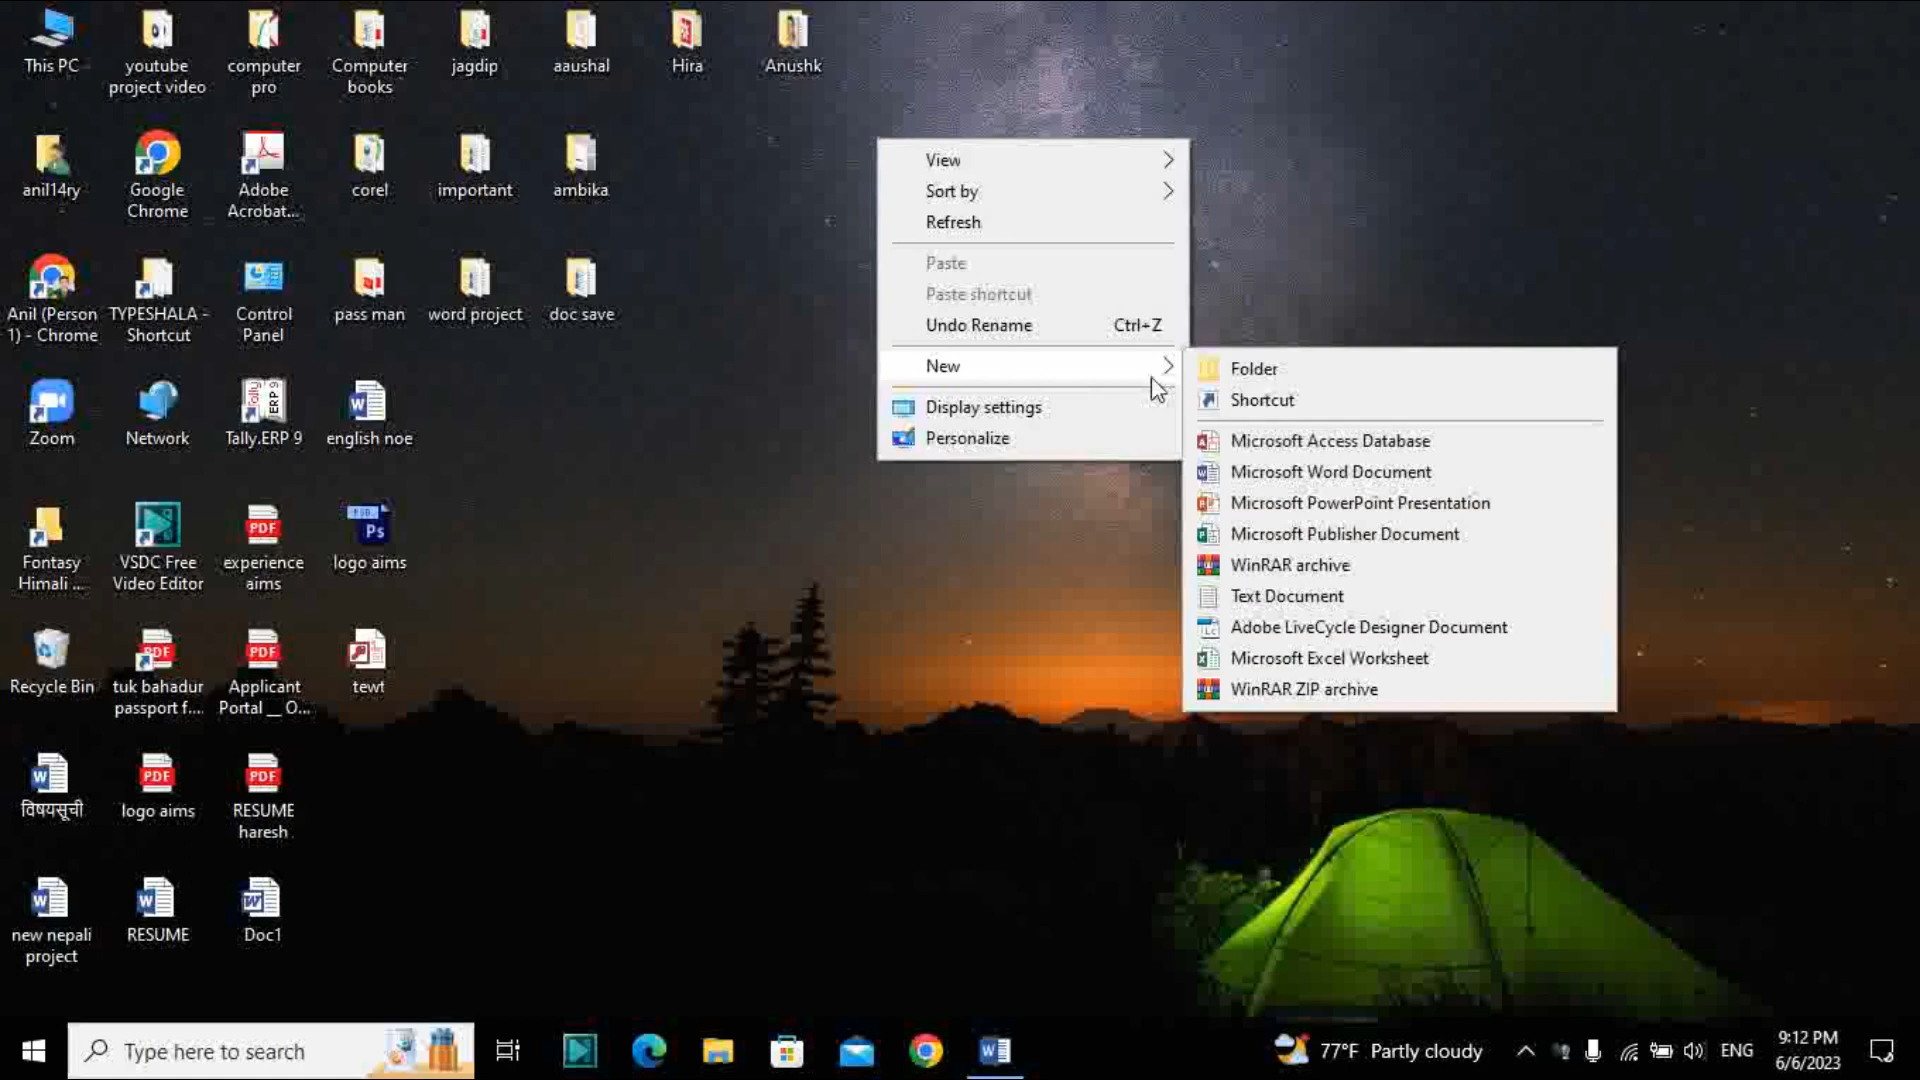 This PC
youtube
project video
computer
pro
Computer
books
jagdip
aaushal
Hira
Anushk
anil14ry
Google
Chrome
Adobe
Acrobat...
corel
important
ambika
Anil (Person
1) - Chrome
TYPESHALA -
Shortcut
Control
Panel
pass man
word project
doc save
Zoom
Network
Tally.ERP 9
english noe
Fontasy
Himali ...
VSDC Free
Video Editor
experience
aims
logo aims
Recycle Bin
tuk bahadur
passport f....
Applicant
Portal __ O...
tewt
विषयसूची
logo aims
RESUME
haresh
new nepali
project
RESUME
Doc1
View
Sort by
Refresh
Paste
Paste shortcut
Undo Rename Ctrl+Z
New
Display settings
Personalize
Folder
Shortcut
Microsoft Access Database
Microsoft Word Document
Microsoft PowerPoint Presentation
Microsoft Publisher Document
WinRAR archive
Text Document
Adobe LiveCycle Designer Document
Microsoft Excel Worksheet
WinRAR ZIP archive
Type here to search
77°F Partly cloudy
ENG
9:12 PM
6/6/2023